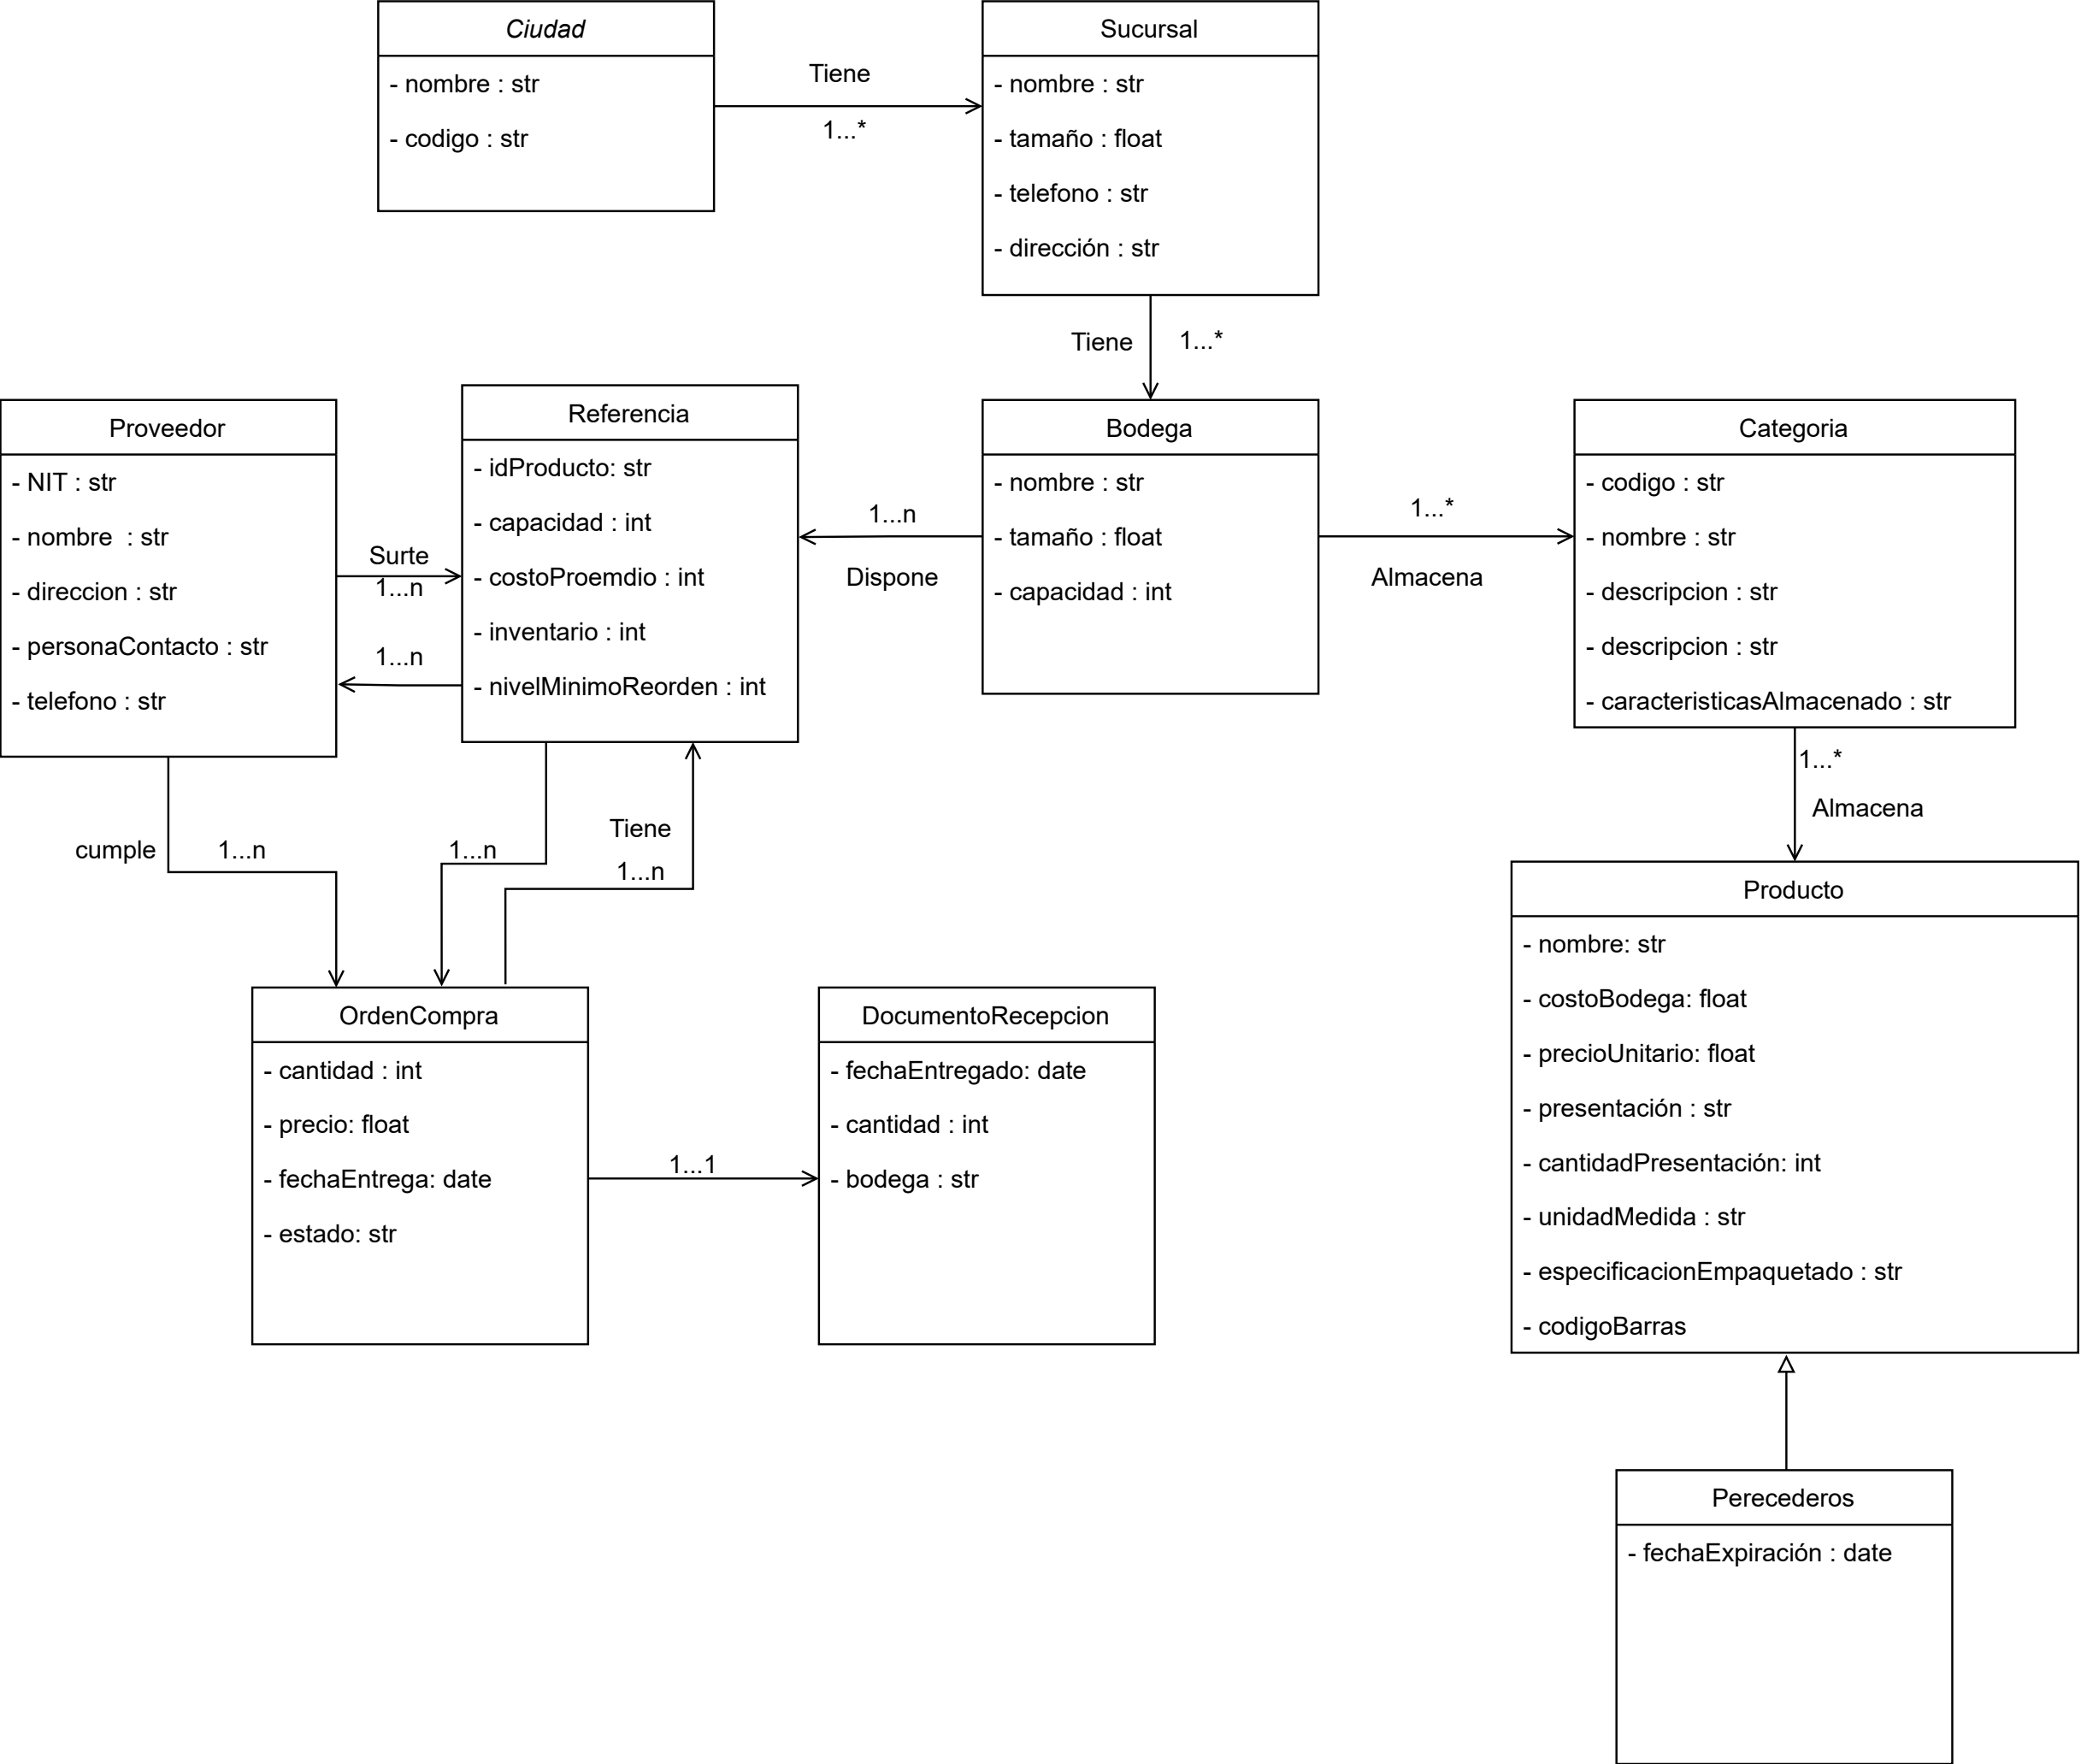 Ciudad
- nombre : str
- codigo : str
Tiene
1...*
Sucursal
- nombre : str
- tamaño : float
- telefono : str
- dirección : str
Tiene
1...*
Proveedor
- NIT : str
- nombre  : str
- direccion : str
- personaContacto : str
- telefono : str
Surte
1...n
1...n
Referencia
- idProducto: str
- capacidad : int
- costoProemdio : int
- inventario : int
- nivelMinimoReorden : int
1...n
Dispone
Bodega
- nombre : str
- tamaño : float
- capacidad : int
1...*
Almacena
Categoria
- codigo : str
- nombre : str
- descripcion : str
- descripcion : str
- caracteristicasAlmacenado : str
1...*
Almacena
cumple
1...n
1...n
Tiene
1...n
OrdenCompra
- cantidad : int
- precio: float
- fechaEntrega: date
- estado: str
1...1
DocumentoRecepcion
- fechaEntregado: date
- cantidad : int
- bodega : str
Producto
- nombre: str
- costoBodega: float
- precioUnitario: float
- presentación : str
- cantidadPresentación: int
- unidadMedida : str
- especificacionEmpaquetado : str
- codigoBarras
Perecederos
- fechaExpiración : date